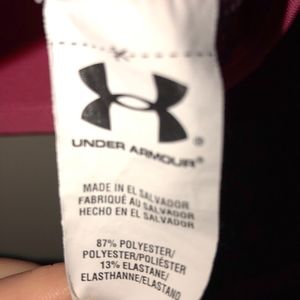 UNDER ARMOUR®
MADE IN EL SALVADOR
FABRIQUÉ AU SALVADOR
HECHO EN EL SALVADOR
87% POLYESTER/
POLYESTER/POLIÉSTER
13% ELASTANE/
ELASTHANNE/ELASTANO